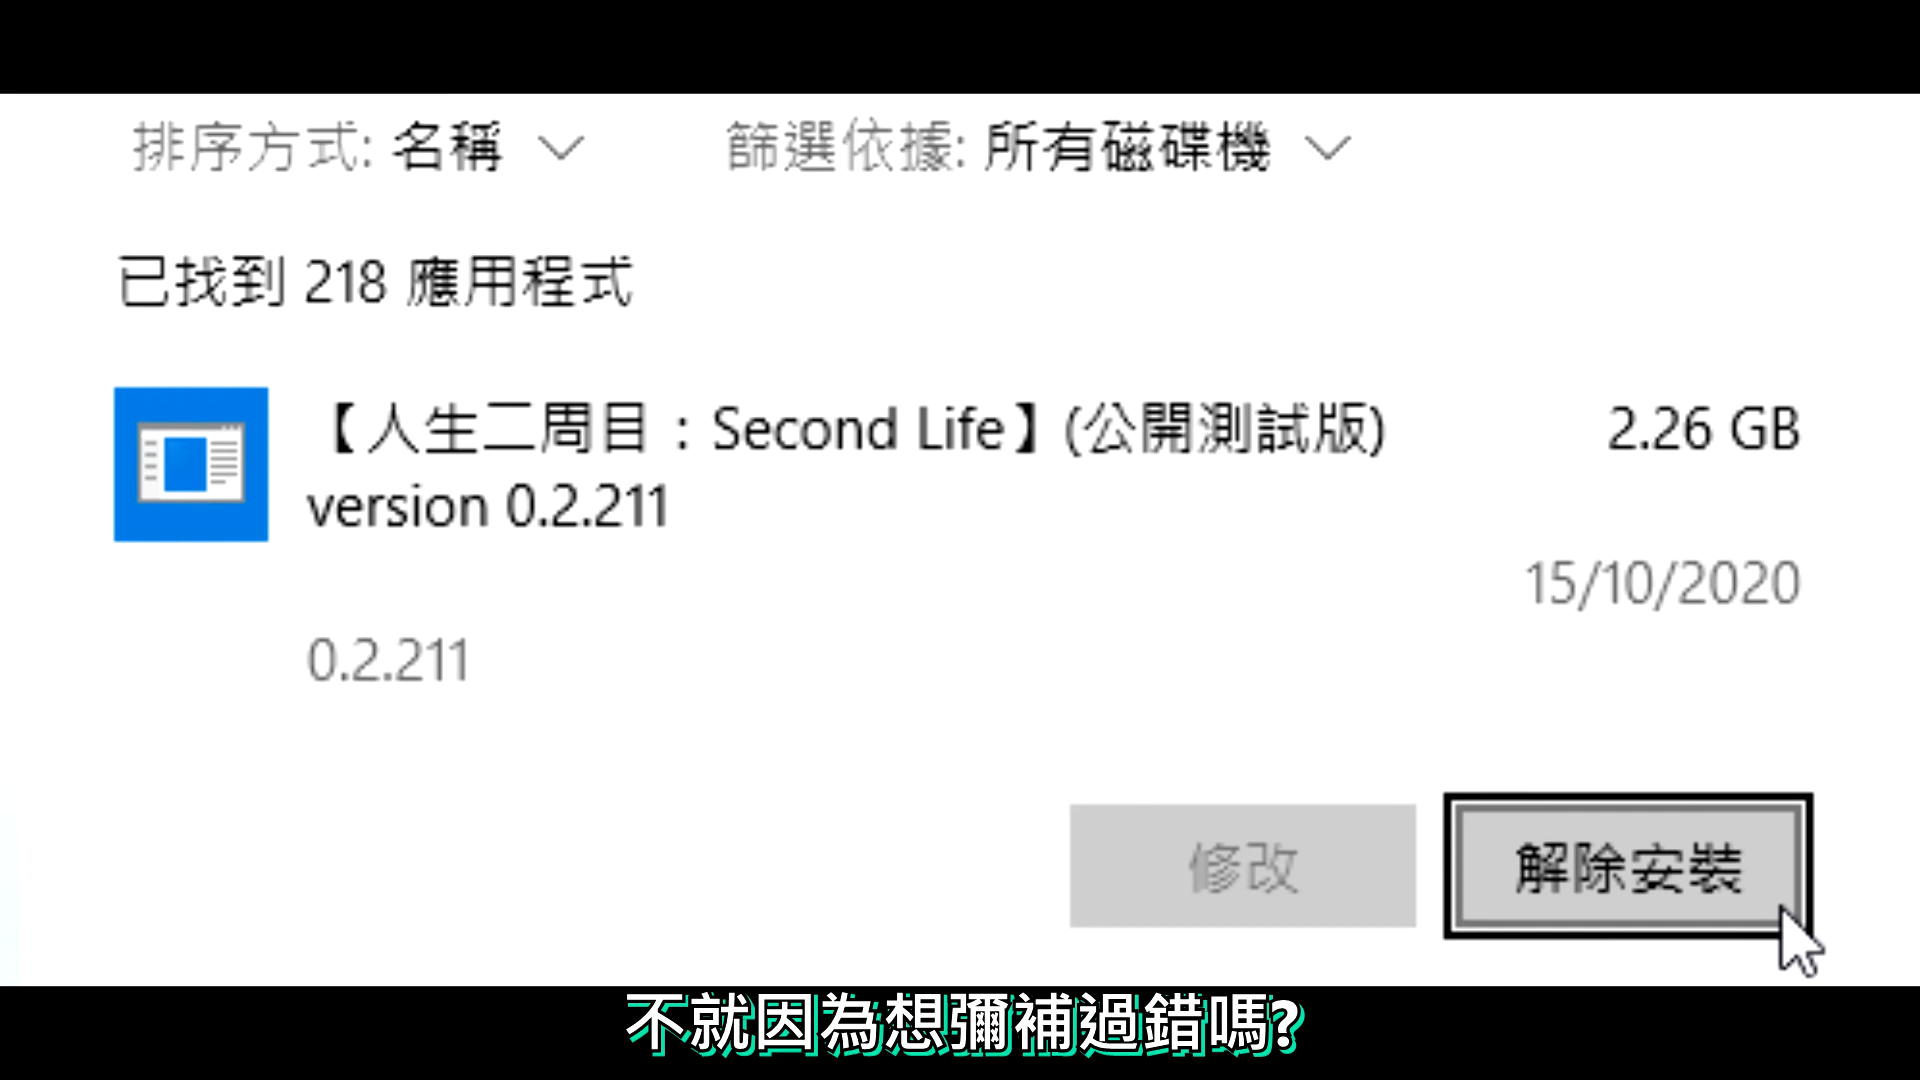 排序方式: 名稱 篩選依據: 所有磁碟機
已找到 218 應用程式
【人生二周目：Second Life】(公開測試版) 2.26 GB
version 0.2.211
15/10/2020
0.2.211
修改 解除安裝
不就因為想彌補過錯嗎?